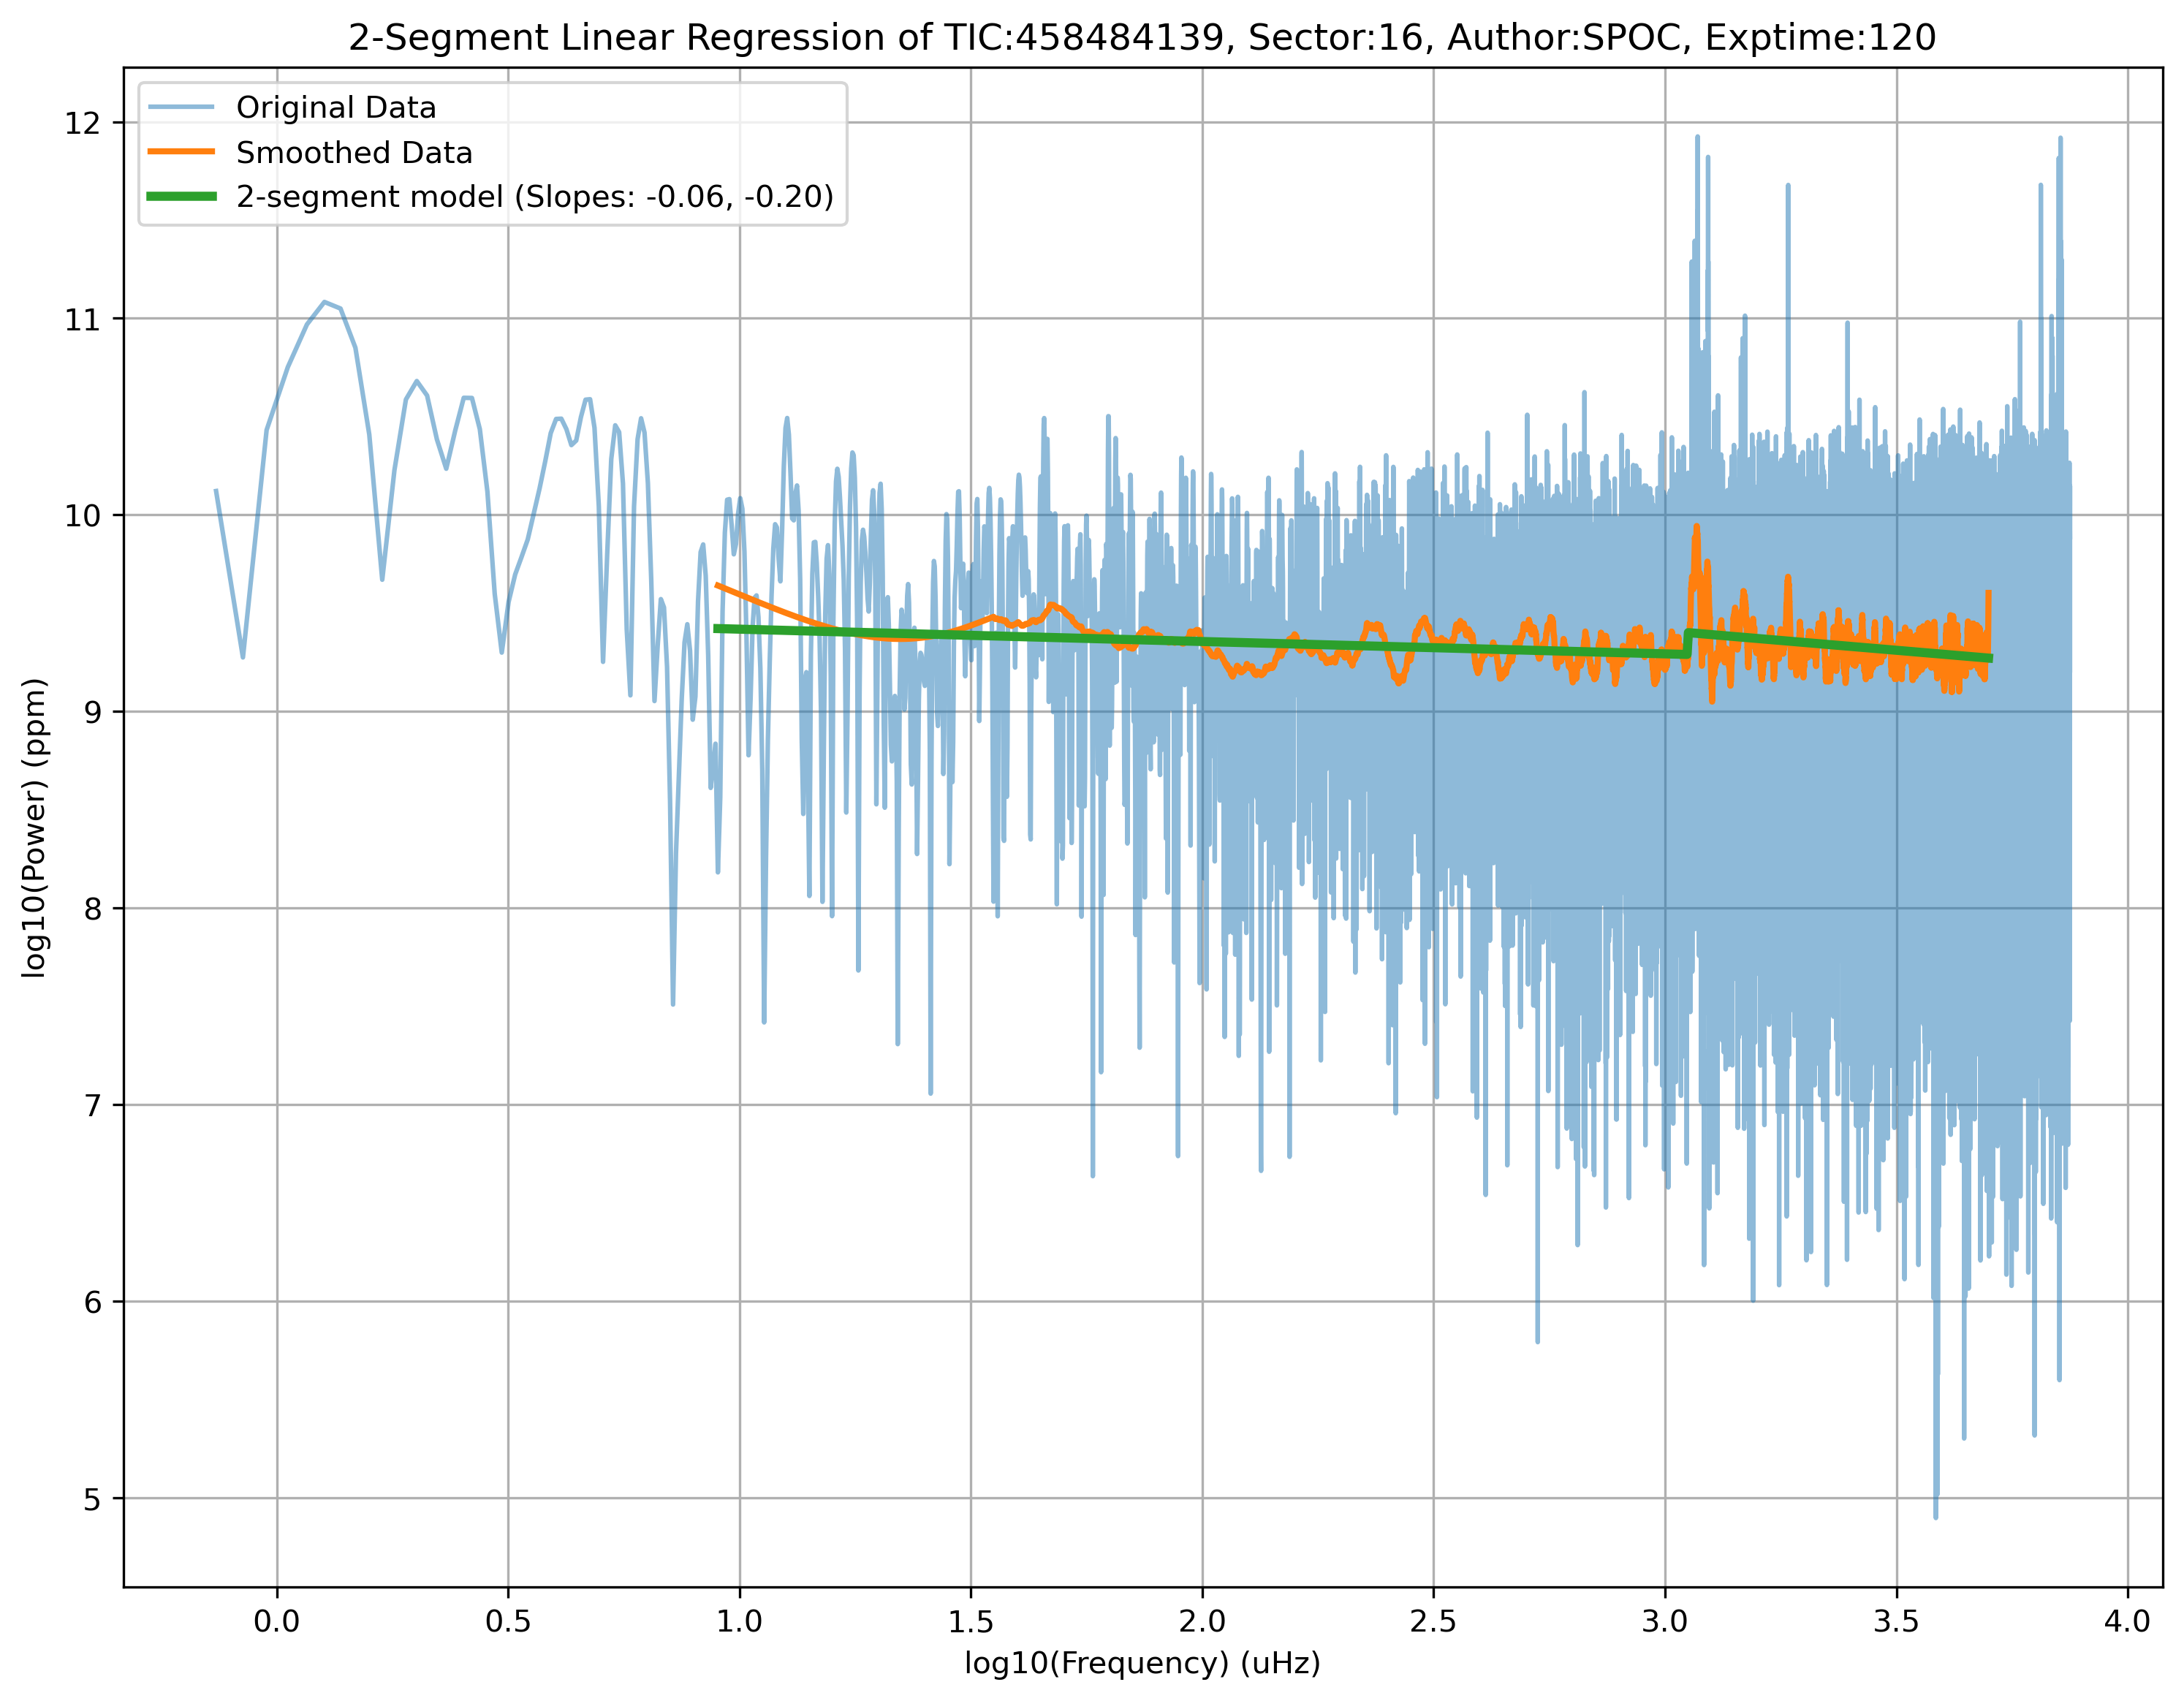 2-Segment Linear Regression of TIC:458484139, Sector:16, Author:SPOC, Exptime:120
Original Data
Smoothed Data
2-segment model (Slopes: -0.06, -0.20)
12
11
10
9
8
7
6
5
log10(Power) (ppm)
0.0 0.5 1.0 1.5 2.0 2.5 3.0 3.5 4.0
log10(Frequency) (uHz)